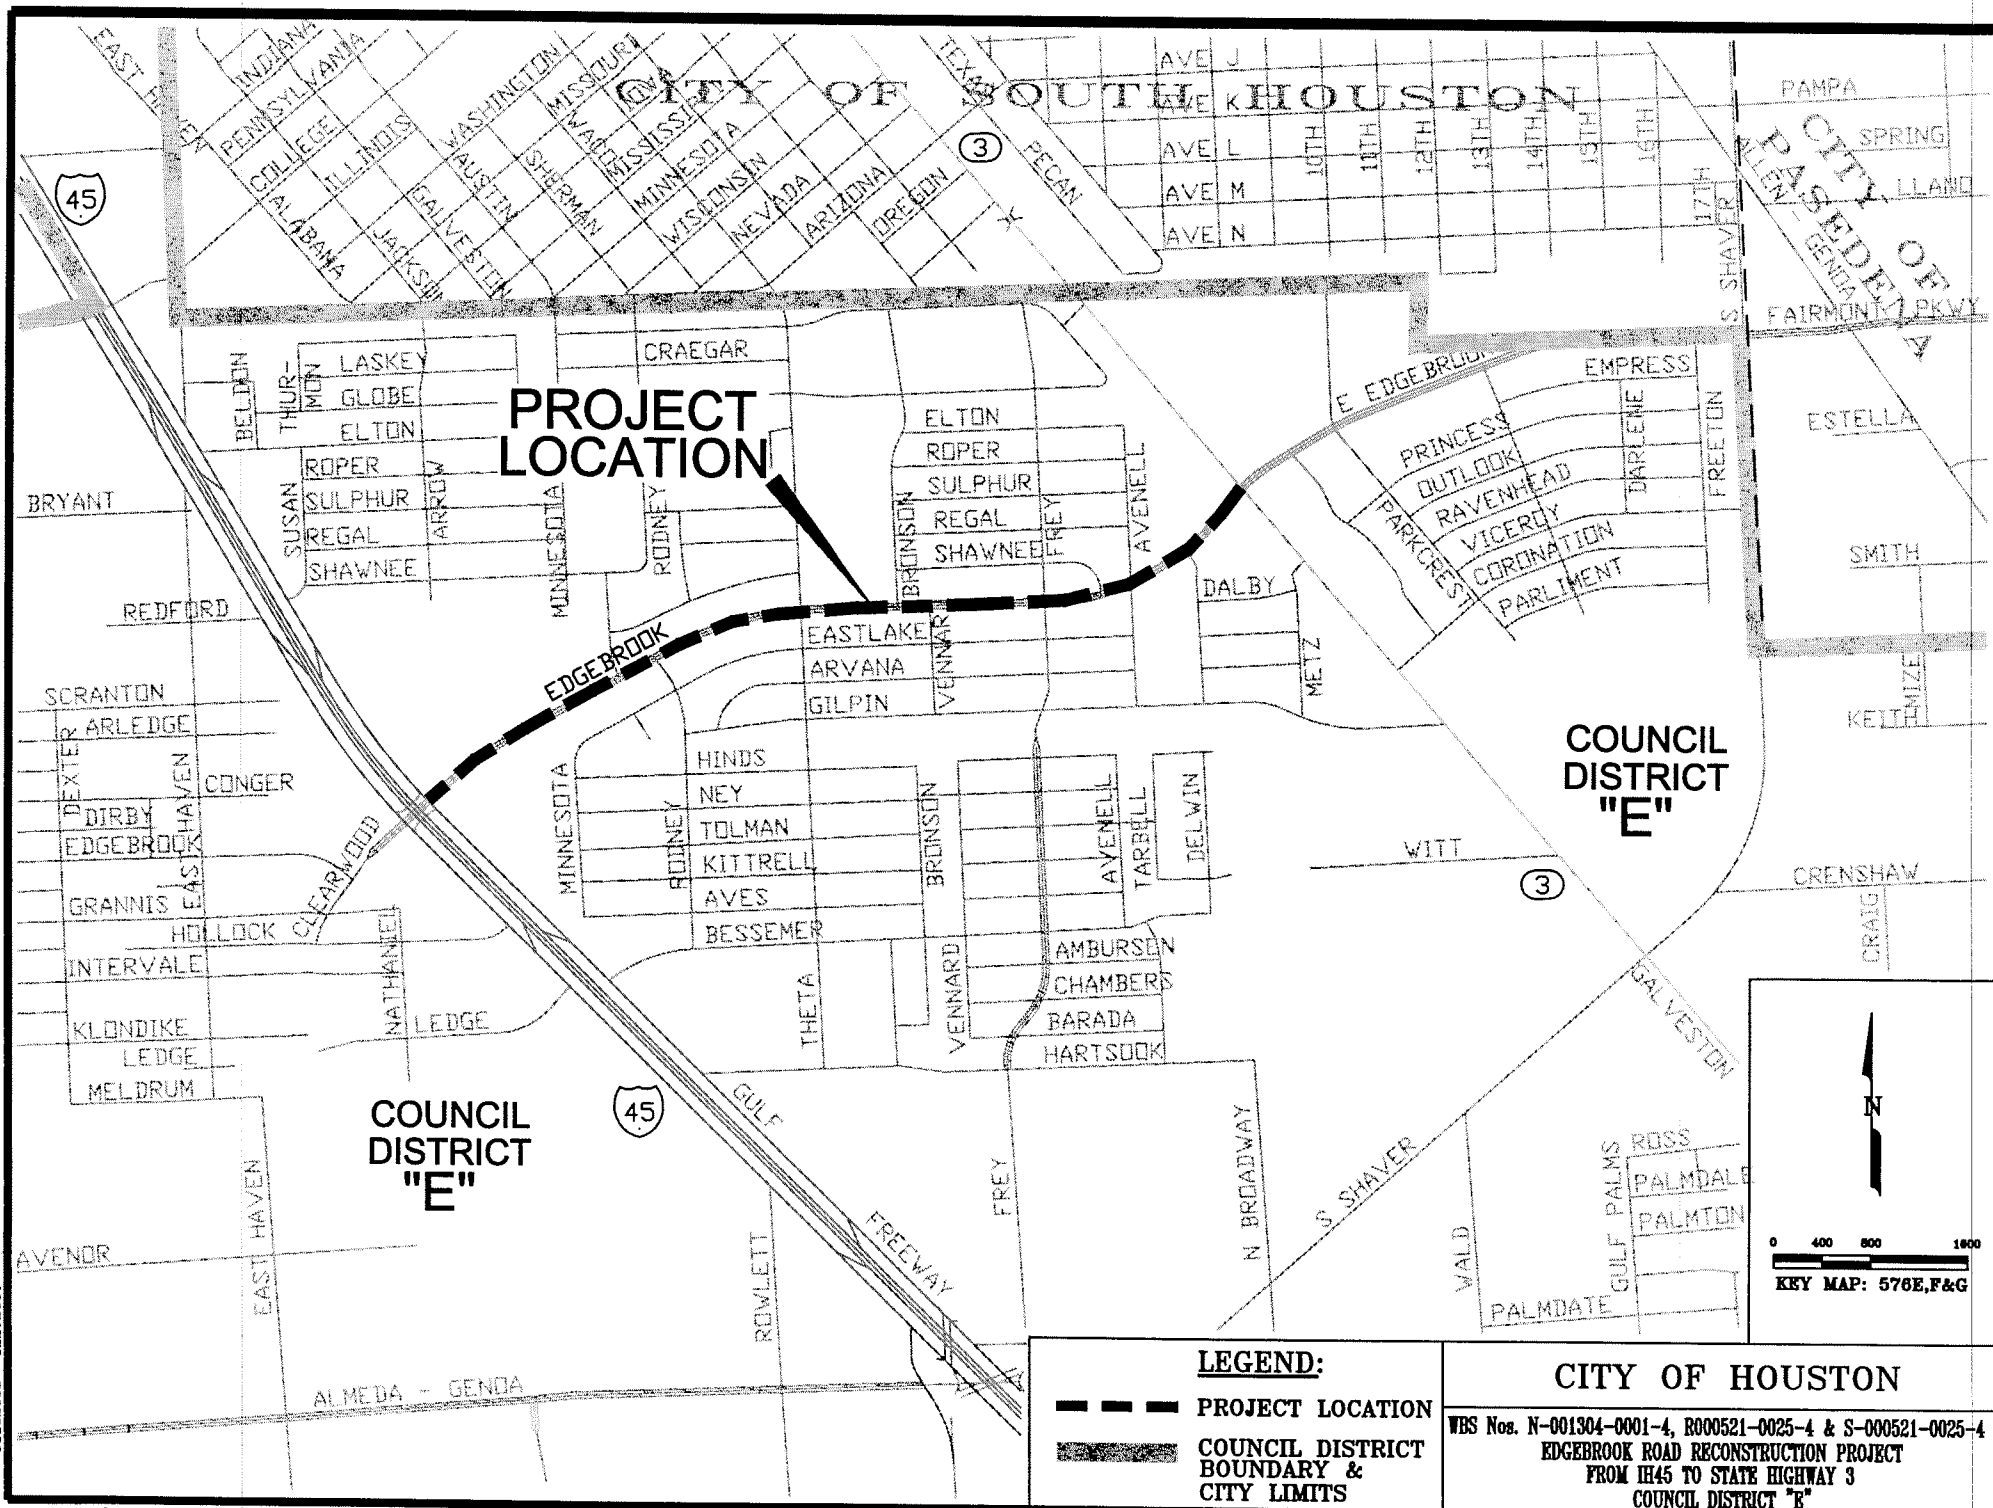 CITY OF SOUTH HOUSTON
CITY OF
PASEDENA
EAST HAVEN
INDIANA
PENNSYLVANIA
COLLEGE
ALABAMA
ILLINOIS
JACKSON
GALVESTON
WASHINGTON
AUSTIN
SHERMAN
MISSOURI
IOWA
WACO
MISSISSIPPI
MINNESOTA
WISCONSIN
NEVADA
ARIZONA
OREGON
TEXAS
3
PECAN
AVE J
AVE K
AVE L
AVE M
AVE N
10TH
11TH
12TH
13TH
14TH
15TH
16TH
17TH
S SHAVER
ALLEN - GENOA
PAMPA
SPRING
LLANO
FAIRMONT PKWY
45
BELDON
THUR-
MON
LASKEY
GLOBE
ELTON
ROPER
SULPHUR
REGAL
SHAWNEE
SUSAN
ARROW
MINNESOTA
RODNEY
CRAEGAR
PROJECT
LOCATION
ELTON
ROPER
SULPHUR
REGAL
SHAWNEE
BRONSON
FREY
AVENELL
E EDGEBROOK
EMPRESS
PRINCESS
OUTLOOK
RAVENHEAD
VICEROY
CORONATION
PARLIMENT
PARKCREST
DARLENE
FREETON
ESTELLA
SMITH
NIZE
KEITH
BRYANT
REDFORD
EDGEBROOK
EASTLAKE
ARVANA
GILPIN
VENNARD
DALBY
METZ
SCRANTON
ARLEDGE
DEXTER
CONGER
DIRBY
EDGEBROOK
EAST HAVEN
GRANNIS
HOLLOCK
INTERVALE
KLONDIKE
LEDGE
MELDRUM
CLEARWOOD
NATHANIEL
LEDGE
MINNESOTA
RODNEY
HINDS
NEY
TOLMAN
KITTRELL
AVES
BESSEMER
THETA
BRONSON
VENNARD
AVENELL
TARBELL
DELWIN
AMBURSEN
CHAMBERS
BARADA
HARTSOOK
COUNCIL
DISTRICT
"E"
WITT
3
CRENSHAW
CRAIG
GALVESTON
COUNCIL
DISTRICT
"E"
45
GULF
FREEWAY
FREY
N BROADWAY
S SHAVER
WALD
GULF PALMS
ROSS
PALMDALE
PALMTON
PALMDATE
AVENOR
EAST HAVEN
ROWLETT
ALMEDA - GENOA
N
0 400 800 1600
KEY MAP: 576E,F&G
LEGEND:
PROJECT LOCATION
COUNCIL DISTRICT
BOUNDARY &
CITY LIMITS
CITY OF HOUSTON
WBS Nos. N-001304-0001-4, R000521-0025-4 & S-000521-0025-4
EDGEBROOK ROAD RECONSTRUCTION PROJECT
FROM IH45 TO STATE HIGHWAY 3
COUNCIL DISTRICT "E"